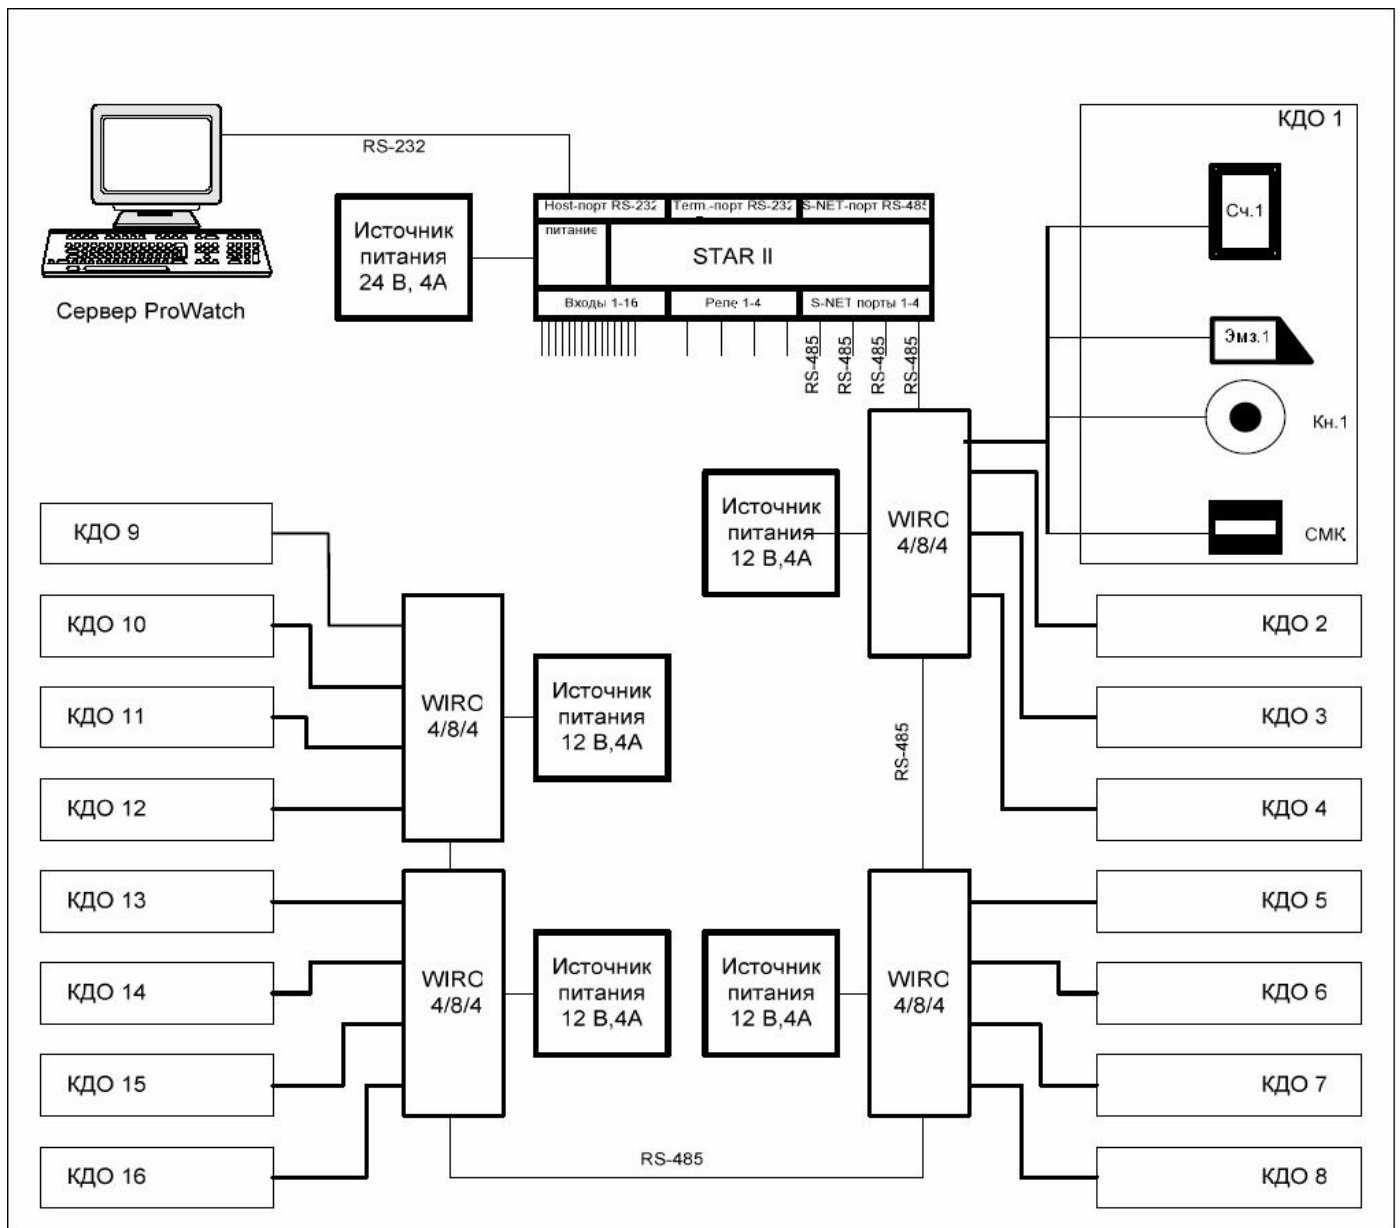 RS-232
КДО 1
Сч.1
Host-порт RS-232
Term.-порт RS-232
S-NET-порт RS-485
питание
STAR II
Источник
питания
24 В, 4А
Сервер ProWatch
Входы 1-16
Реле 1-4
S-NET порты 1-4
RS-485
RS-485
RS-485
RS-485
Эмз.1
Кн.1
СМК.
Источник
питания
12 В,4А
WIRO
4/8/4
КДО 9
КДО 10
КДО 11
КДО 12
WIRO
4/8/4
Источник
питания
12 В,4А
КДО 2
КДО 3
КДО 4
RS-485
КДО 13
КДО 14
КДО 15
КДО 16
WIRO
4/8/4
Источник
питания
12 В,4А
Источник
питания
12 В,4А
WIRO
4/8/4
КДО 5
КДО 6
КДО 7
КДО 8
RS-485